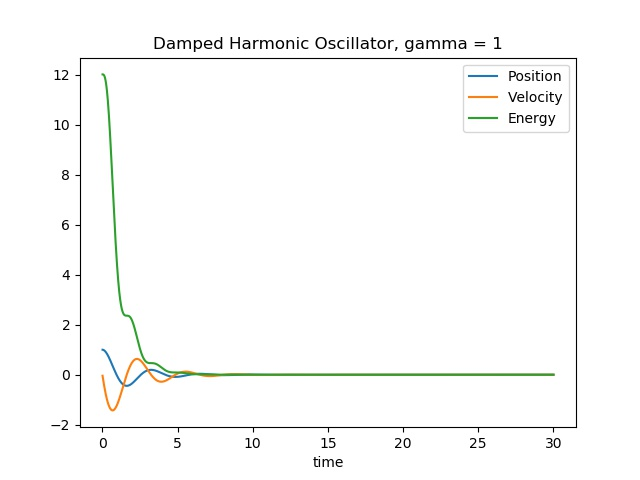 Damped Harmonic Oscillator, gamma = 1
Position
Velocity
Energy
12
10
8
6
4
2
0
−2
0 5 10 15 20 25 30
time